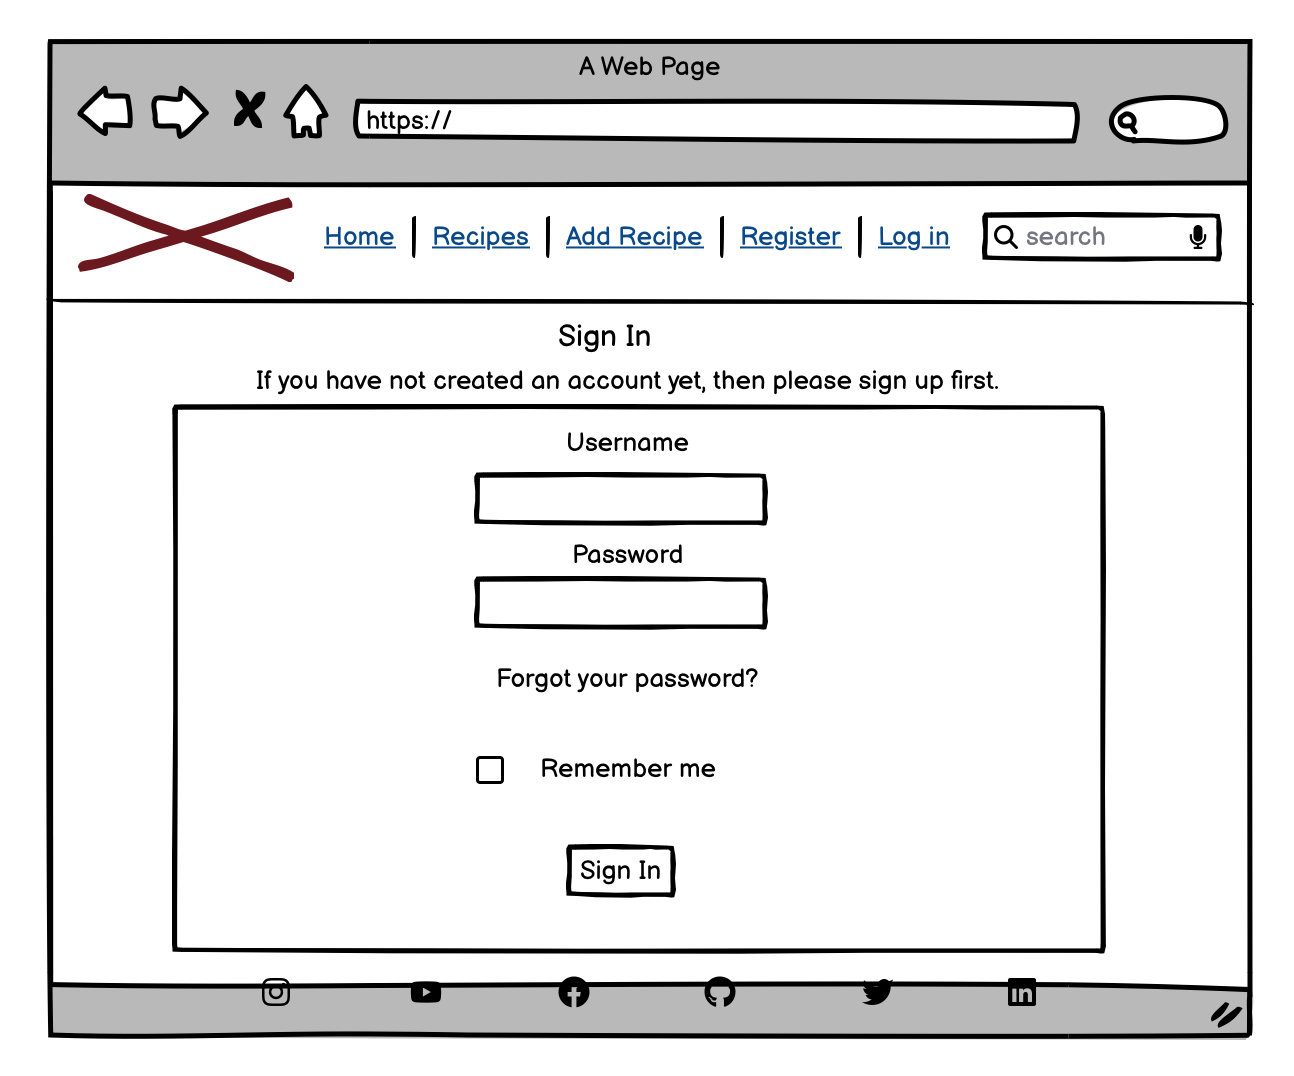 A Web Page
https://
Home Recipes Add Recipe Register Log in search
Sign In
If you have not created an account yet, then please sign up first.
Username
Password
Forgot your password?
Remember me
Sign In